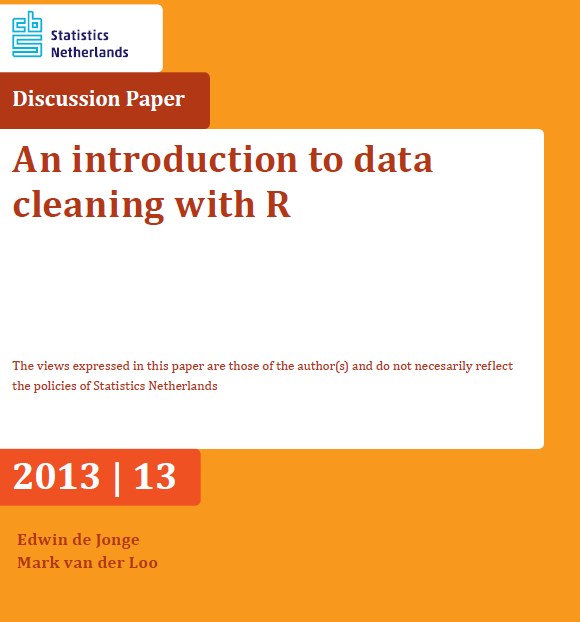 Statistics
Netherlands
Discussion Paper
An introduction to data
cleaning with R
The views expressed in this paper are those of the author(s) and do not necesarily reflect
the policies of Statistics Netherlands
2013 | 13
Edwin de Jonge
Mark van der Loo